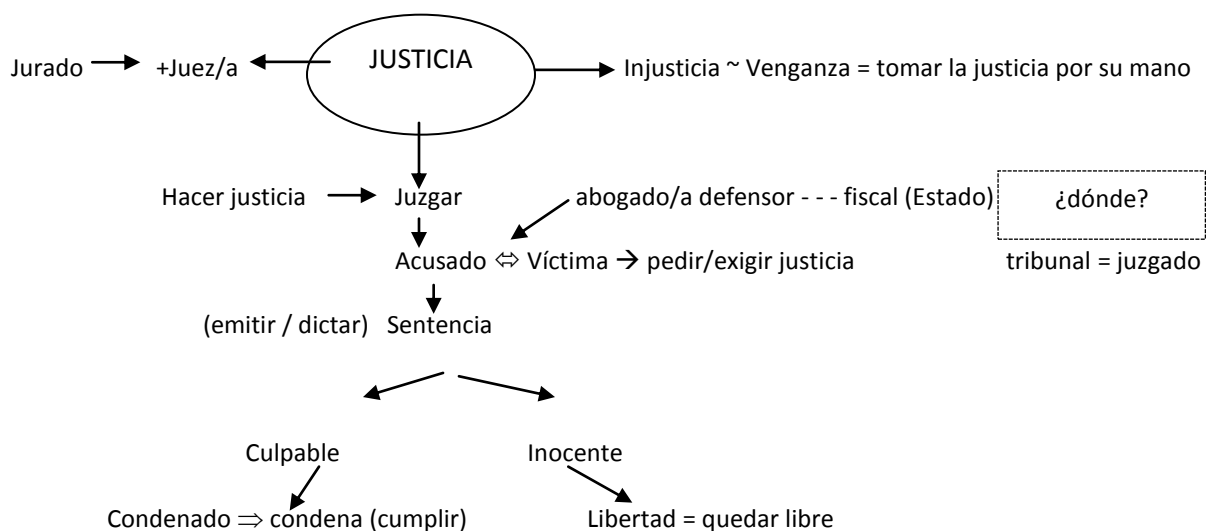 JUSTICIA
Jurado → +Juez/a
Injusticia ~ Venganza = tomar la justicia por su mano
Hacer justicia → Juzgar
abogado/a defensor - - - fiscal (Estado)
¿dónde?
Acusado ⇔ Víctima → pedir/exigir justicia
tribunal = juzgado
(emitir / dictar) Sentencia
Culpable
Inocente
Condenado ⇒ condena (cumplir)
Libertad = quedar libre